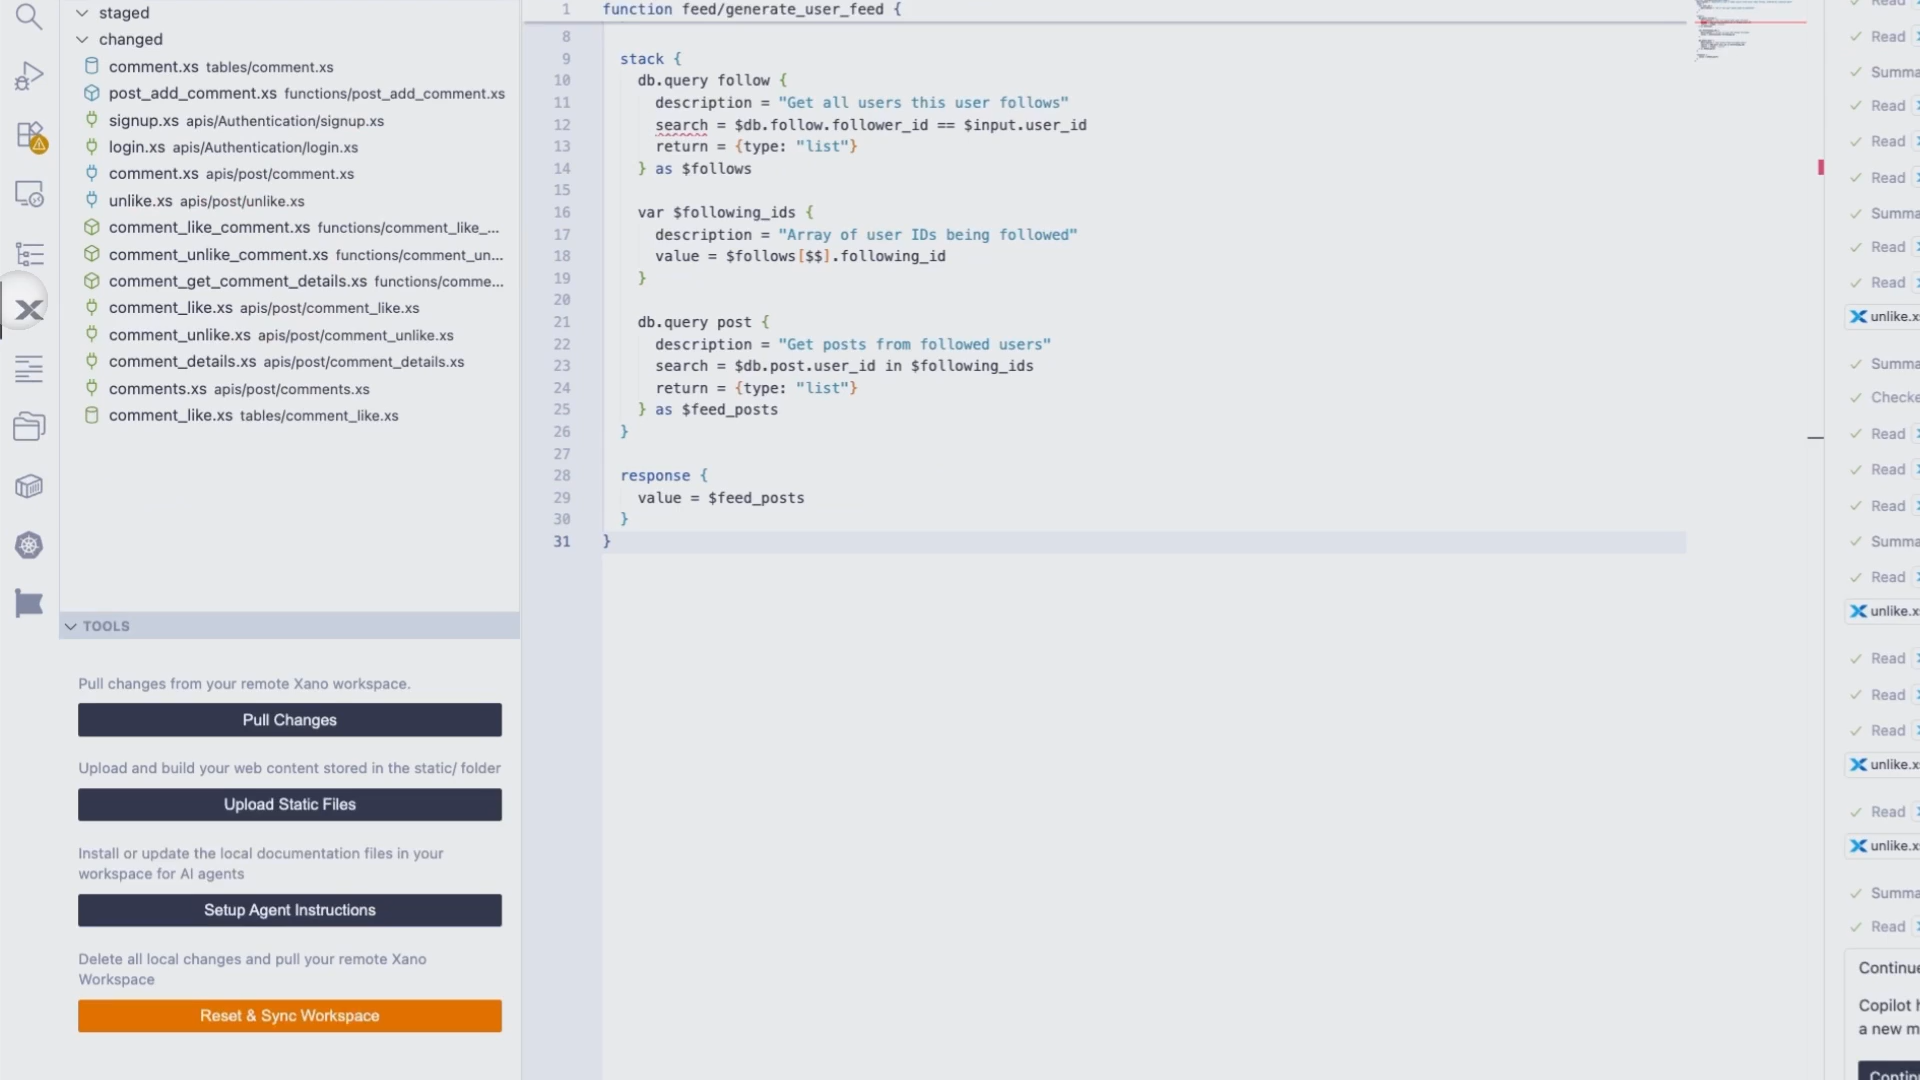 staged
changed
comment.xs tables/comment.xs
post_add_comment.xs functions/post_add_comment.xs
signup.xs apis/Authentication/signup.xs
login.xs apis/Authentication/login.xs
comment.xs apis/post/comment.xs
unlike.xs apis/post/unlike.xs
comment_like_comment.xs functions/comment_like_...
comment_unlike_comment.xs functions/comment_un...
comment_get_comment_details.xs functions/comme...
comment_like.xs apis/post/comment_like.xs
comment_unlike.xs apis/post/comment_unlike.xs
comment_details.xs apis/post/comment_details.xs
comments.xs apis/post/comments.xs
comment_like.xs tables/comment_like.xs
TOOLS
Pull changes from your remote Xano workspace.
Pull Changes
Upload and build your web content stored in the static/ folder
Upload Static Files
Install or update the local documentation files in your
workspace for AI agents
Setup Agent Instructions
Delete all local changes and pull your remote Xano
Workspace
Reset & Sync Workspace
1 function feed/generate_user_feed {
8
9 stack {
10 db.query follow {
11 description = "Get all users this user follows"
12 search = $db.follow.follower_id == $input.user_id
13 return = {type: "list"}
14 } as $follows
15
16 var $following_ids {
17 description = "Array of user IDs being followed"
18 value = $follows[$$].following_id
19 }
20
21 db.query post {
22 description = "Get posts from followed users"
23 search = $db.post.user_id in $following_ids
24 return = {type: "list"}
25 } as $feed_posts
26 }
27
28 response {
29 value = $feed_posts
30 }
31 }
Read
Read
Summa
Read
Read
Read
Summa
Read
Read
unlike.xs
Summa
Checke
Read
Read
Read
Summa
Read
unlike.xs
Read
Read
Read
unlike.xs
Read
unlike.xs
Summa
Read
Continue
Copilot h
a new m
Contin